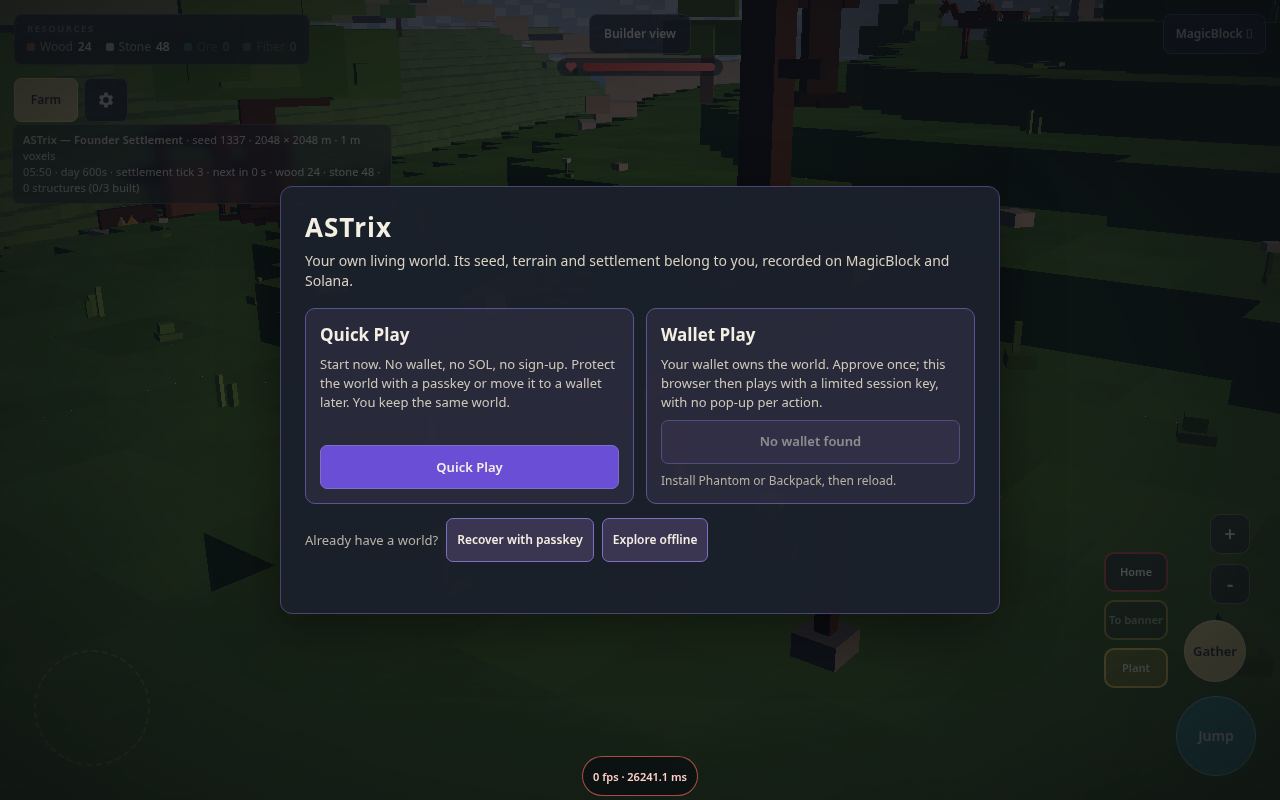 RESOURCES
Wood 24 Stone 48 Ore 0 Fiber 0
Builder view
MagicBlock
Farm
ASTrix — Founder Settlement · seed 1337 · 2048 × 2048 m · 1 m
voxels
05:50 · day 600s · settlement tick 3 · next in 0 s · wood 24 · stone 48 ·
0 structures (0/3 built)
ASTrix
Your own living world. Its seed, terrain and settlement belong to you, recorded on MagicBlock and
Solana.
Quick Play
Start now. No wallet, no SOL, no sign-up. Protect
the world with a passkey or move it to a wallet
later. You keep the same world.
Quick Play
Wallet Play
Your wallet owns the world. Approve once; this
browser then plays with a limited session key,
with no pop-up per action.
No wallet found
Install Phantom or Backpack, then reload.
Already have a world?
Recover with passkey
Explore offline
+
-
Home
To banner
Gather
Plant
Jump
0 fps · 26241.1 ms